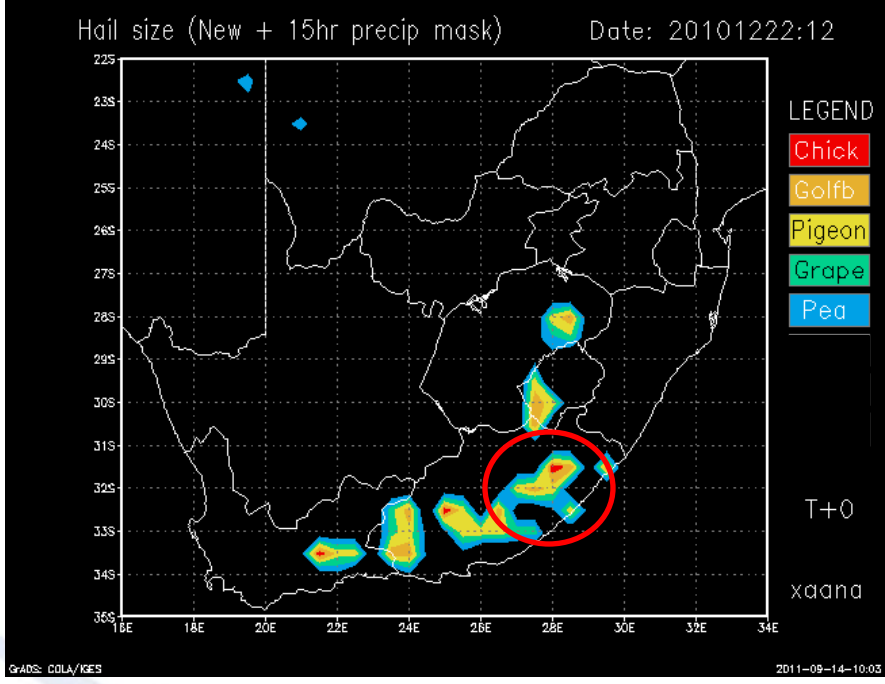 Hail size (New + 15hr precip mask) Date: 20101222:12
22S
23S
24S
25S
26S
27S
28S
29S
30S
31S
32S
33S
34S
35S
16E 18E 20E 22E 24E 26E 28E 30E 32E 34E
LEGEND
Chick
Golfb
Pigeon
Grape
Pea
T+0
xaana
GrADS: COLA/IGES 2011-09-14-10:03